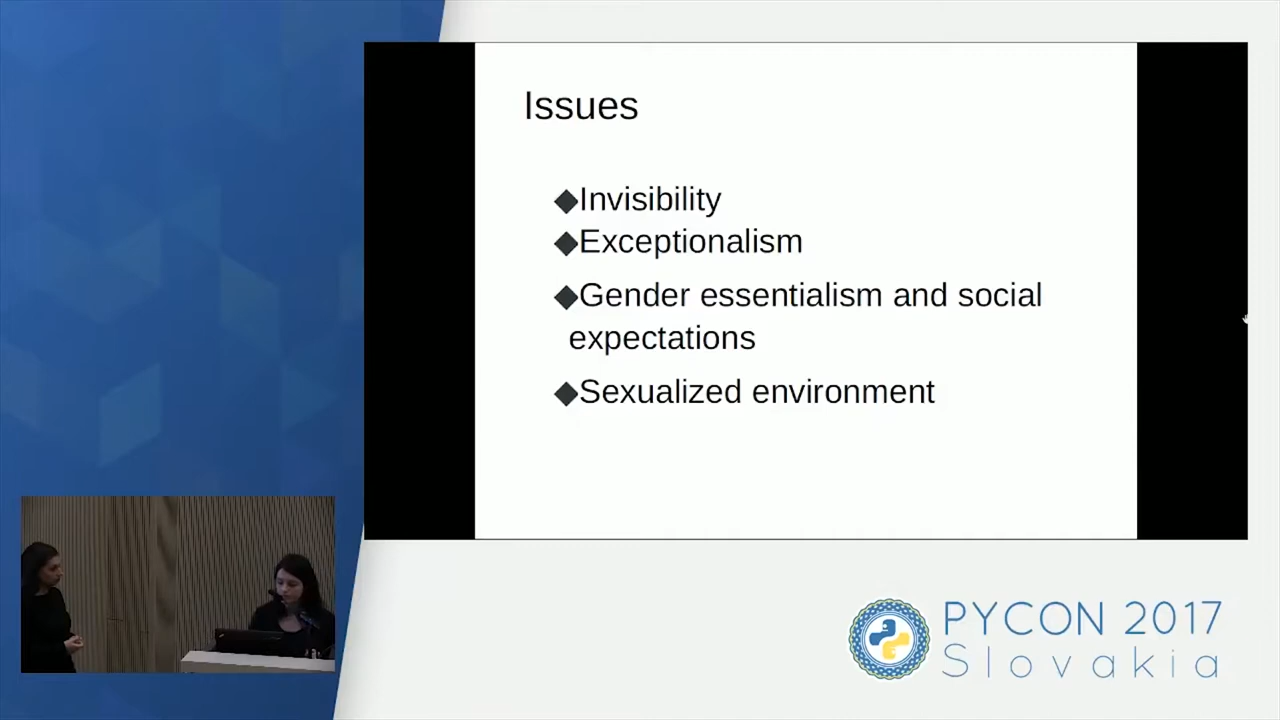 Issues
◆Invisibility
◆Exceptionalism
◆Gender essentialism and social
expectations
◆Sexualized environment
PYCON 2017
Slovakia